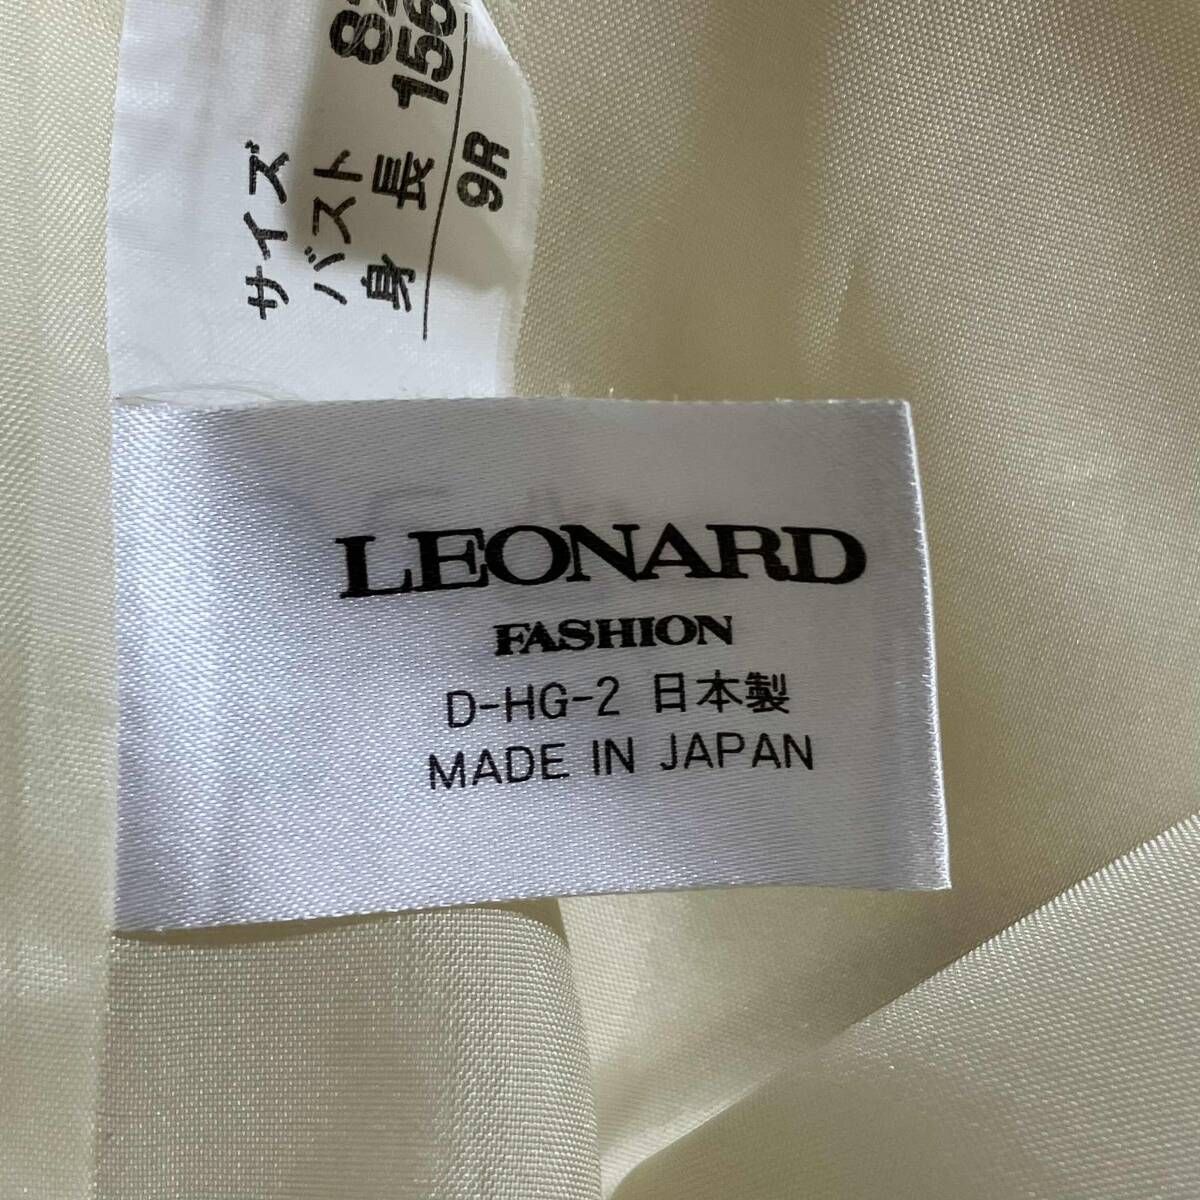 サイズ
バスト
身長 156
9R
LEONARD
FASHION
D-HG-2 日本製
MADE IN JAPAN